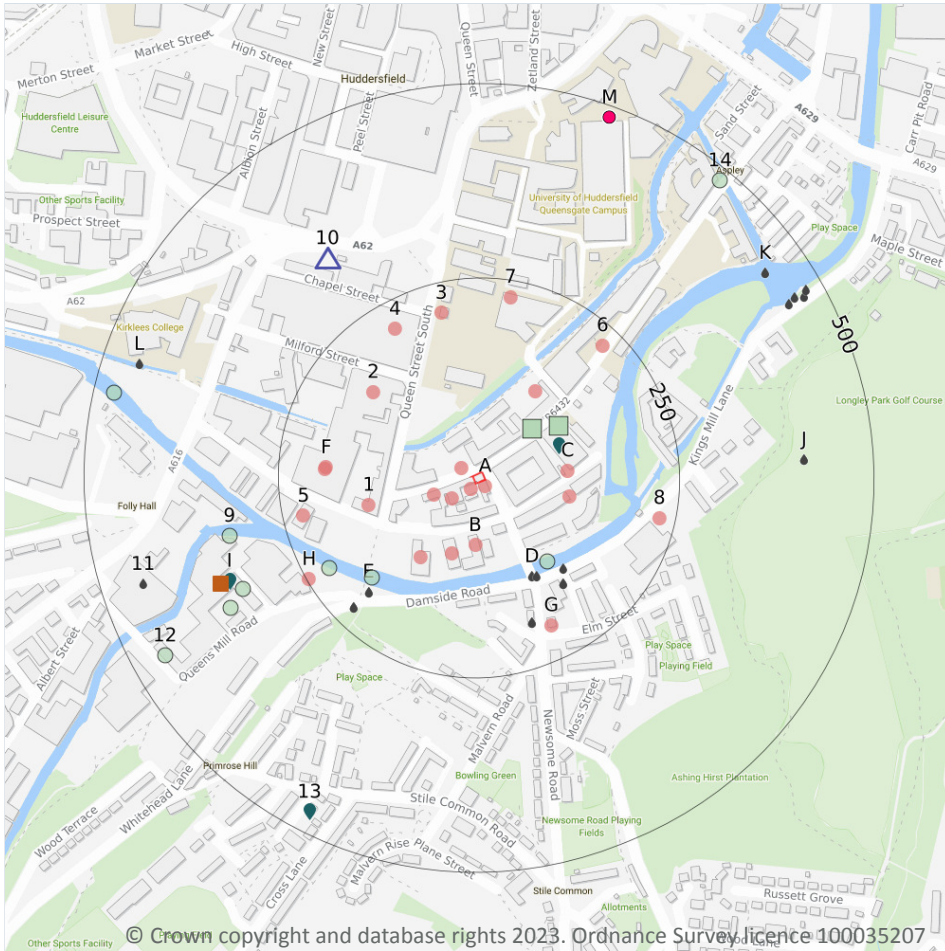 Merton Street
Market Street
High Street
New Street
Huddersfield
Queen Street
Zetland Street
M
Sand Street
A629
Carr Pit Road
A629
Huddersfield Leisure
Centre
Albion Street
Peel Street
14
Aspley
Other Sports Facility
Prospect Street
University of Huddersfield
Queensgate Campus
Play Space
Maple Street
10
A62
K
Chapel Street
7
3
A62
Kirklees College
4
6
500
L
Milford Street
2
Queen Street South
250
Kings Mill Lane
Longley Park Golf Course
B6432
C
J
A616
F
A
1
8
Folly Hall
5
9
B
H
E
D
I
11
Damside Road
G
Elm Street
Albert Street
12
Queens Mill Road
Play Space
Playing Field
Play Space
Malvern Road
Moss Street
Newsome Road
Primrose Hill
Bowling Green
Ashing Hirst Plantation
Whitehead Lane
Wood Terrace
13
Stile Common Road
Newsome Road Playing
Fields
Cross Lane
Malvern Rise
Plane Street
Stile Common
Russett Grove
Allotments
Other Sports Facility
© Crown copyright and database rights 2023. Ordnance Survey licence 100035207